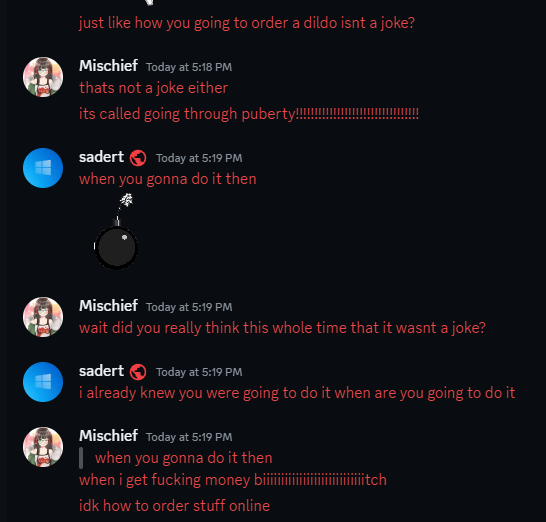 just like how you going to order a dildo isnt a joke?
Mischief Today at 5:18 PM
thats not a joke either
its called going through puberty!!!!!!!!!!!!!!!!!!!!!!!!!!!!!!!!!
sadert Today at 5:19 PM
when you gonna do it then
Mischief Today at 5:19 PM
wait did you really think this whole time that it wasnt a joke?
sadert Today at 5:19 PM
i already knew you were going to do it when are you going to do it
Mischief Today at 5:19 PM
when you gonna do it then
when i get fucking money biiiiiiiiiiiiiiiiiiiiiiiiiiiitch
idk how to order stuff online